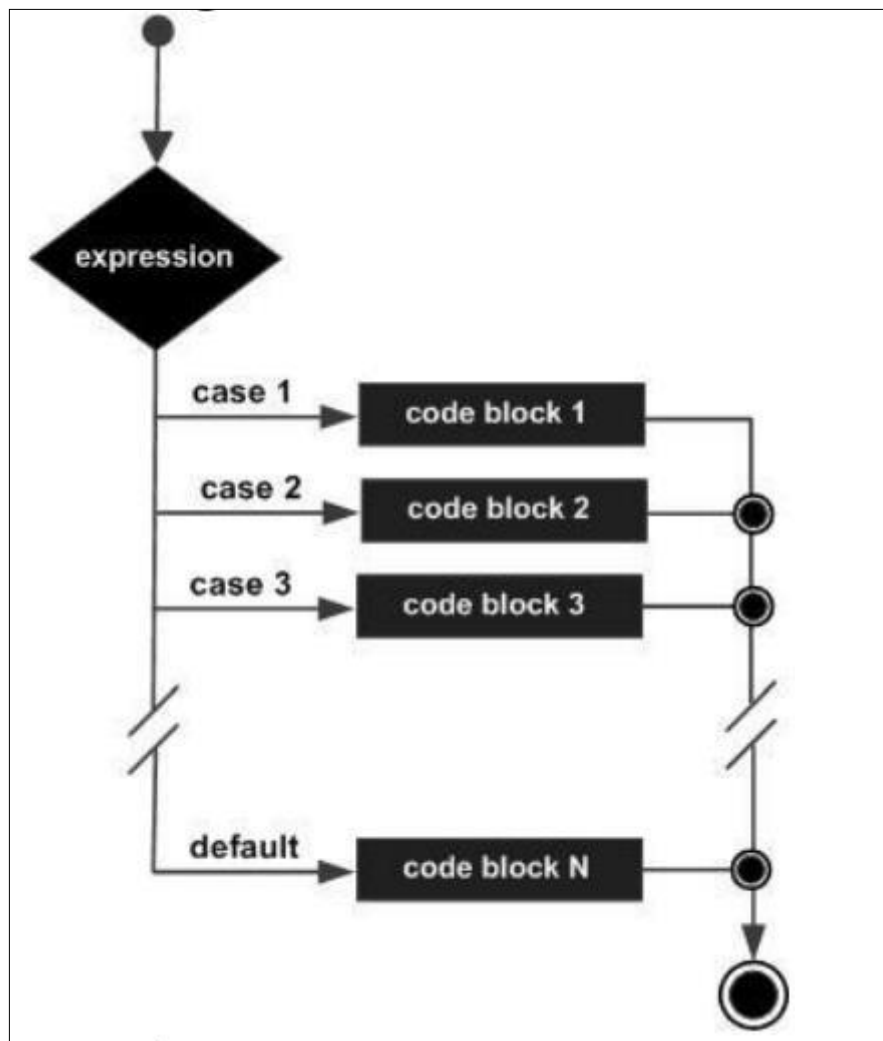 expression
case 1
code block 1
case 2
code block 2
case 3
code block 3
default
code block N